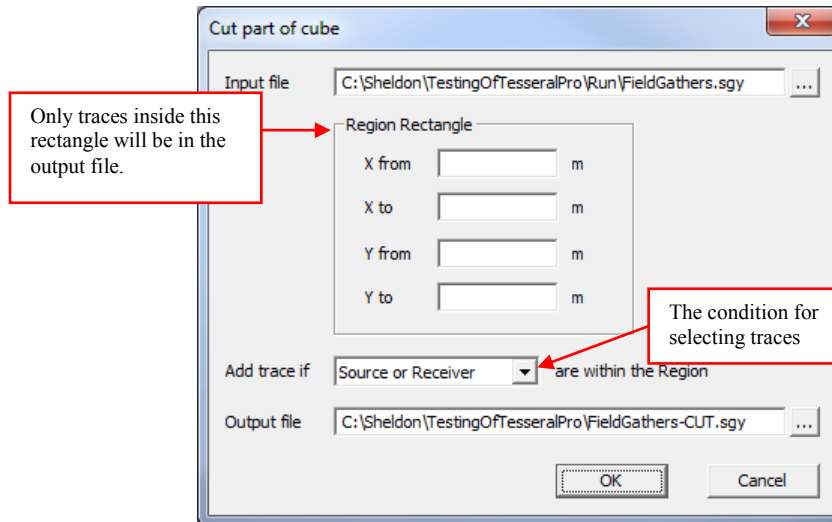 Cut part of cube
x
Input file C:\Sheldon\TestingOfTesseralPro\Run\FieldGathers.sgy ...
Only traces inside this
rectangle will be in the
output file.
Region Rectangle
X from m
X to m
Y from m
Y to m
The condition for
selecting traces
Add trace if Source or Receiver are within the Region
Output file C:\Sheldon\TestingOfTesseralPro\FieldGathers-CUT.sgy ...
OK Cancel